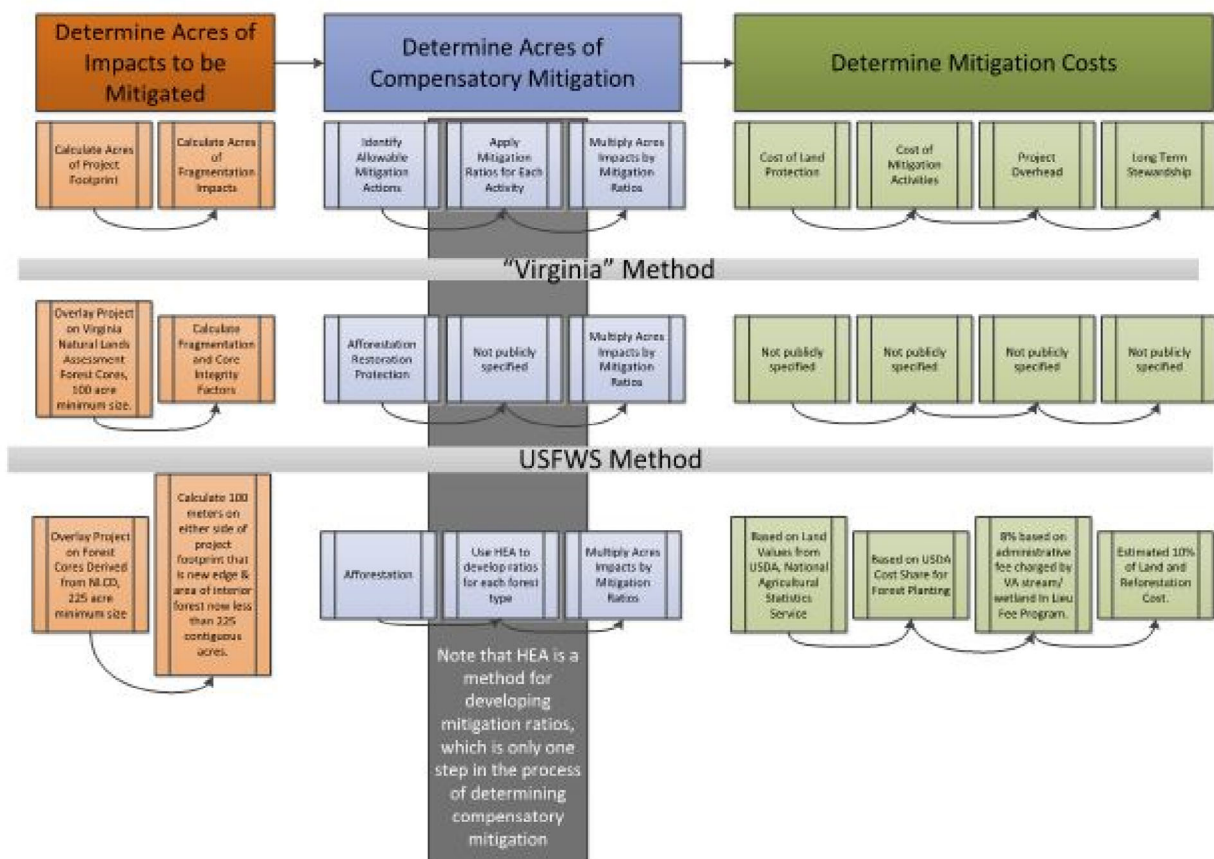 Determine Acres of
Impacts to be
Mitigated
Determine Acres of
Compensatory Mitigation
Determine Mitigation Costs
Calculate Acres
of Project
Footprint
Calculate Acres
of
Fragmentation
Impacts
Identify
Allowable
Mitigation
Actions
Apply
Mitigation
Ratios for Each
Activity
Multiply Acres
Impacts by
Mitigation
Ratios
Cost of Land
Protection
Cost of
Mitigation
Activities
Project
Overhead
Long Term
Stewardship
"Virginia" Method
Overlay Project
on Virginia
Natural Lands
Assessment
Forest Cores,
100 acre
minimum size.
Calculate
Fragmentation
and Core
Integrity
Factors
Afforestation
Restoration
Protection
Not publicly
specified
Multiply Acres
Impacts by
Mitigation
Ratios
Not publicly
specified
Not publicly
specified
Not publicly
specified
Not publicly
specified
USFWS Method
Overlay Project
on Forest
Cores Derived
from NLCD,
225 acre
minimum size
Calculate 100
meters on
either side of
project
footprint that
is new edge &
area of interior
forest now less
than 225
contiguous
acres.
Afforestation
Use HEA to
develop ratios
for each forest
type
Multiply Acres
Impacts by
Mitigation
Ratios
Based on Land
Values from
USDA, National
Agricultural
Statistics
Service
Based on USDA
Cost Share for
Forest Planting
8% based on
administrative
fee charged by
VA stream/
wetland In Lieu
Fee Program.
Estimated 10%
of Land and
Reforestation
Cost.
Note that HEA is a
method for
developing
mitigation ratios,
which is only one
step in the process
of determining
compensatory
mitigation